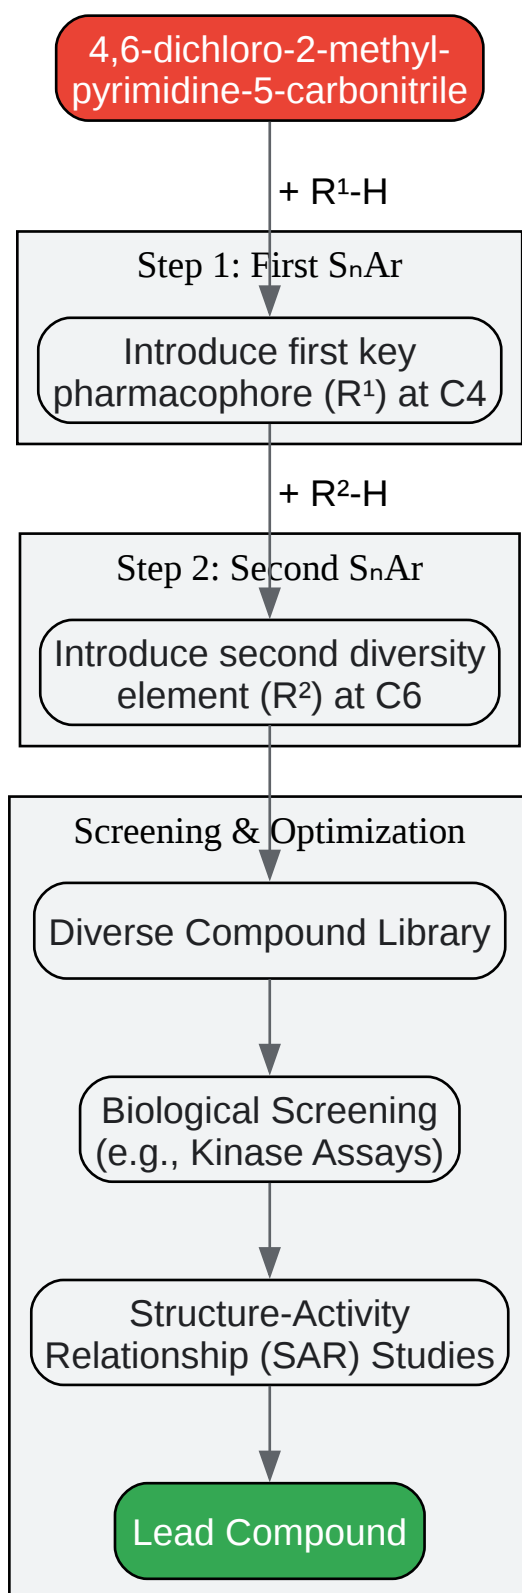 4,6-dichloro-2-methyl-
pyrimidine-5-carbonitrile
+ R¹-H
Step 1: First SₙAr
Introduce first key
pharmacophore (R¹) at C4
+ R²-H
Step 2: Second SₙAr
Introduce second diversity
element (R²) at C6
Screening & Optimization
Diverse Compound Library
Biological Screening
(e.g., Kinase Assays)
Structure-Activity
Relationship (SAR) Studies
Lead Compound